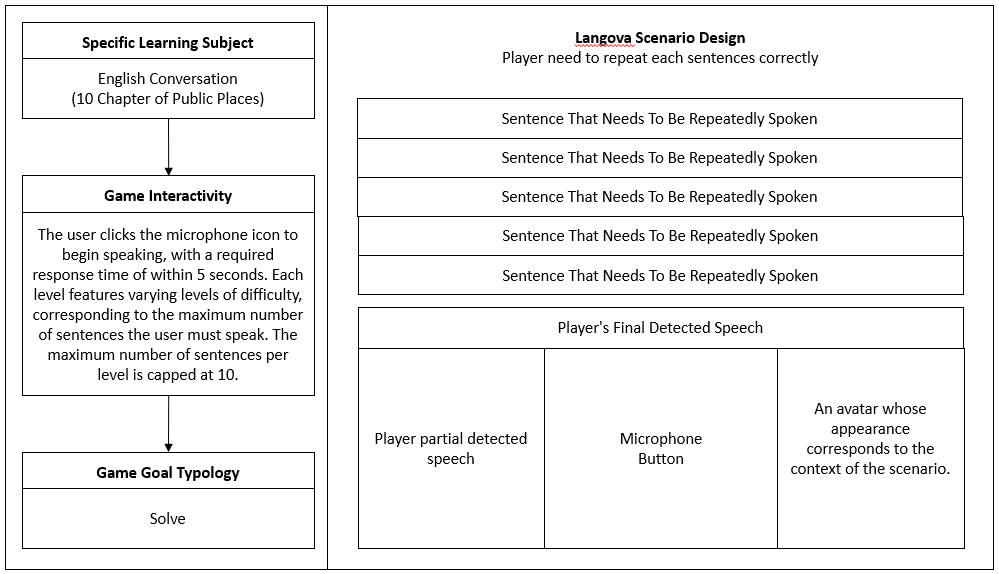 Specific Learning Subject
English Conversation
(10 Chapter of Public Places)
Game Interactivity
The user clicks the microphone icon to
begin speaking, with a required
response time of within 5 seconds. Each
level features varying levels of difficulty,
corresponding to the maximum number
of sentences the user must speak. The
maximum number of sentences per
level is capped at 10.
Game Goal Typology
Solve
Langova Scenario Design
Player need to repeat each sentences correctly
Sentence That Needs To Be Repeatedly Spoken
Sentence That Needs To Be Repeatedly Spoken
Sentence That Needs To Be Repeatedly Spoken
Sentence That Needs To Be Repeatedly Spoken
Sentence That Needs To Be Repeatedly Spoken
Player's Final Detected Speech
Player partial detected
speech
Microphone
Button
An avatar whose
appearance
corresponds to the
context of the scenario.